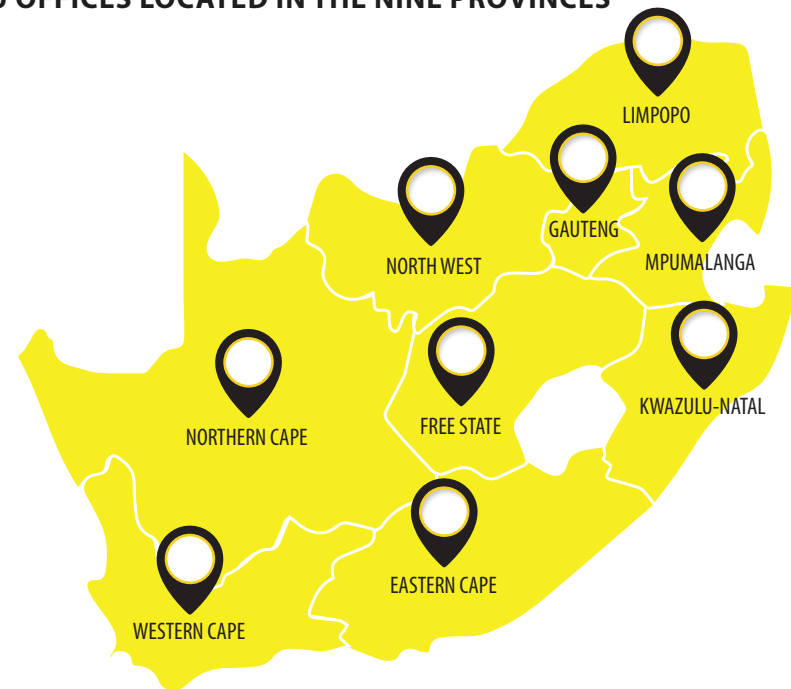 OFFICES LOCATED IN THE NINE PROVINCES
LIMPOPO
GAUTENG
MPUMALANGA
NORTH WEST
KWAZULU-NATAL
FREE STATE
NORTHERN CAPE
EASTERN CAPE
WESTERN CAPE